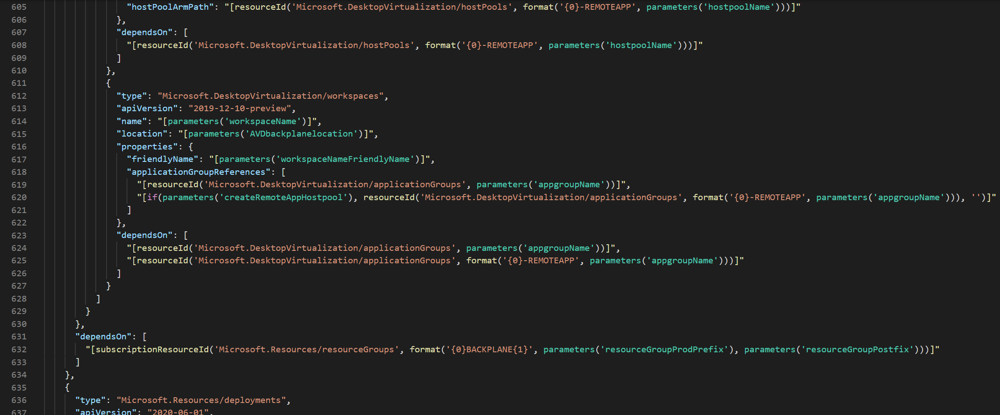 605 "hostPoolArmPath": "[resourceId('Microsoft.DesktopVirtualization/hostPools', format('{0}-REMOTEAPP', parameters('hostpoolName')))]"
606 },
607 "dependsOn": [
608 "[resourceId('Microsoft.DesktopVirtualization/hostPools', format('{0}-REMOTEAPP', parameters('hostpoolName')))]"
609 ]
610 },
611 {
612 "type": "Microsoft.DesktopVirtualization/workspaces",
613 "apiVersion": "2019-12-10-preview",
614 "name": "[parameters('workspaceName')]",
615 "location": "[parameters('AVDbackplanelocation')]",
616 "properties": {
617 "friendlyName": "[parameters('workspaceNameFriendlyName')]",
618 "applicationGroupReferences": [
619 "[resourceId('Microsoft.DesktopVirtualization/applicationGroups', parameters('appgroupName'))]",
620 "[if(parameters('createRemoteAppHostpool'), resourceId('Microsoft.DesktopVirtualization/applicationGroups', format('{0}-REMOTEAPP', parameters('appgroupName'))), '')]"
621 ]
622 },
623 "dependsOn": [
624 "[resourceId('Microsoft.DesktopVirtualization/applicationGroups', parameters('appgroupName'))]",
625 "[resourceId('Microsoft.DesktopVirtualization/applicationGroups', format('{0}-REMOTEAPP', parameters('appgroupName')))]"
626 ]
627 }
628 ]
629 }
630 },
631 "dependsOn": [
632 "[subscriptionResourceId('Microsoft.Resources/resourceGroups', format('{0}BACKPLANE{1}', parameters('resourceGroupProdPrefix'), parameters('resourceGroupPostfix')))]"
633 ]
634 },
635 {
636 "type": "Microsoft.Resources/deployments",
637 "apiVersion": "2020-06-01",